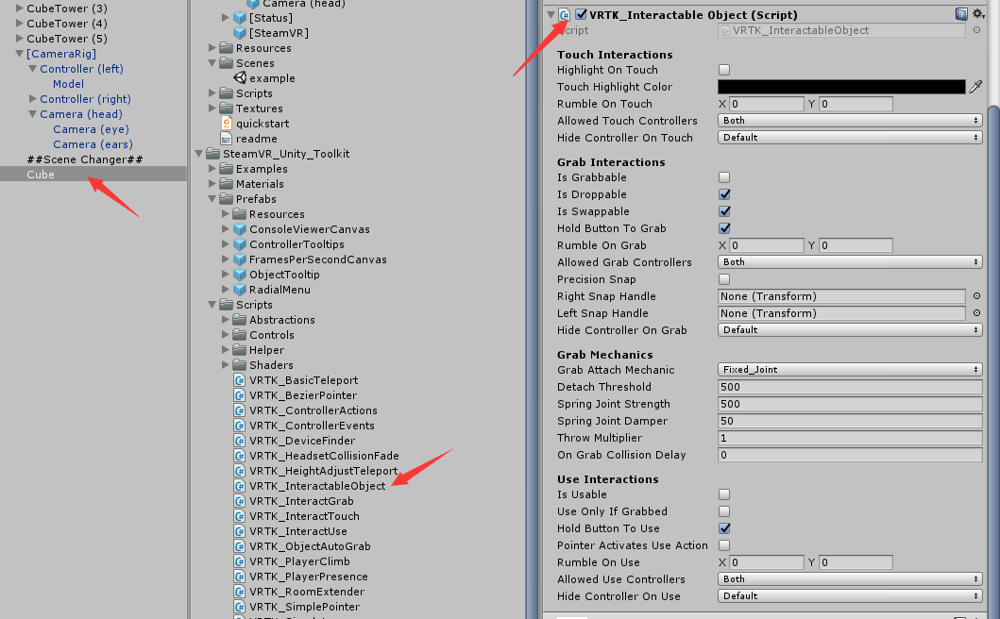 CubeTower (3)
CubeTower (4)
CubeTower (5)
[CameraRig]
Controller (left)
Model
Controller (right)
Camera (head)
Camera (eye)
Camera (ears)
##Scene Changer##
Cube
Camera (head)
[Status]
[SteamVR]
Resources
Scenes
example
Scripts
Textures
quickstart
readme
SteamVR_Unity_Toolkit
Examples
Materials
Prefabs
Resources
ConsoleViewerCanvas
ControllerTooltips
FramesPerSecondCanvas
ObjectTooltip
RadialMenu
Scripts
Abstractions
Controls
Helper
Shaders
VRTK_BasicTeleport
VRTK_BezierPointer
VRTK_ControllerActions
VRTK_ControllerEvents
VRTK_DeviceFinder
VRTK_HeadsetCollisionFade
VRTK_HeightAdjustTeleport
VRTK_InteractableObject
VRTK_InteractGrab
VRTK_InteractTouch
VRTK_InteractUse
VRTK_ObjectAutoGrab
VRTK_PlayerClimb
VRTK_PlayerPresence
VRTK_RoomExtender
VRTK_SimplePointer
VRTK_Interactable Object (Script)
Script VRTK_InteractableObject
Touch Interactions
Highlight On Touch
Touch Highlight Color
Rumble On Touch X 0 Y 0
Allowed Touch Controllers Both
Hide Controller On Touch Default
Grab Interactions
Is Grabbable
Is Droppable
Is Swappable
Hold Button To Grab
Rumble On Grab X 0 Y 0
Allowed Grab Controllers Both
Precision Snap
Right Snap Handle None (Transform)
Left Snap Handle None (Transform)
Hide Controller On Grab Default
Grab Mechanics
Grab Attach Mechanic Fixed_Joint
Detach Threshold 500
Spring Joint Strength 500
Spring Joint Damper 50
Throw Multiplier 1
On Grab Collision Delay 0
Use Interactions
Is Usable
Use Only If Grabbed
Hold Button To Use
Pointer Activates Use Action
Rumble On Use X 0 Y 0
Allowed Use Controllers Both
Hide Controller On Use Default